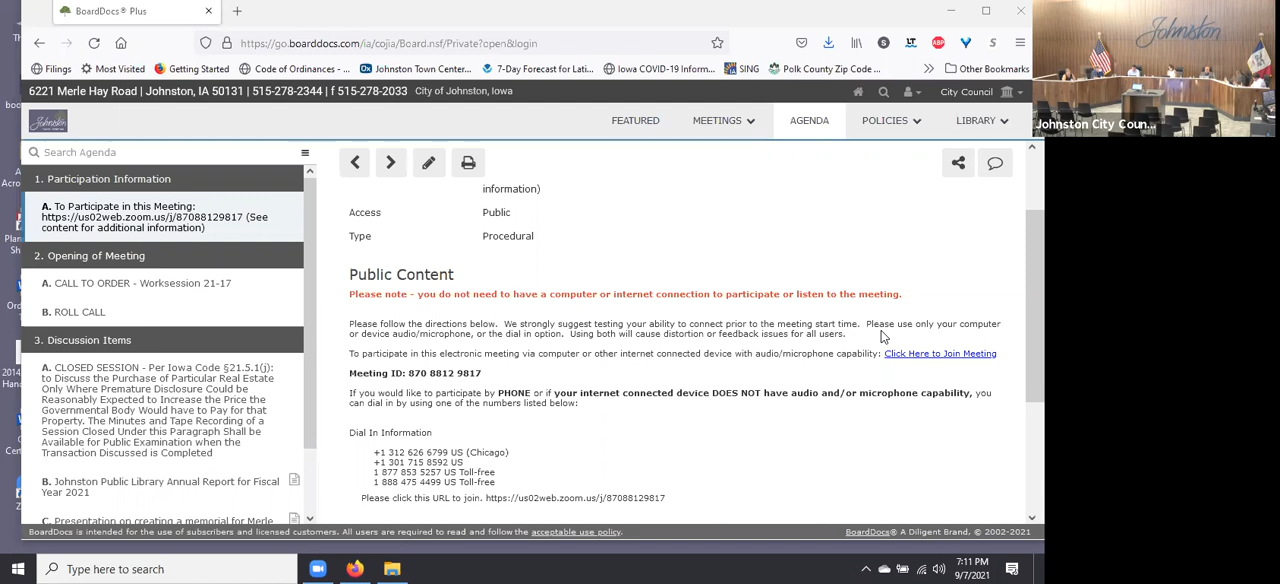 BoardDocs® Plus
https://go.boarddocs.com/ia/cojia/Board.nsf/Private?open&login
Filings Most Visited Getting Started Code of Ordinances - ... Johnston Town Center... 7-Day Forecast for Lati... Iowa COVID-19 Inform... SING Polk County Zip Code ... Other Bookmarks
6221 Merle Hay Road | Johnston, IA 50131 | 515-278-2344 | f 515-278-2033 City of Johnston, Iowa City Council
Johnston
FEATURED MEETINGS AGENDA POLICIES LIBRARY
Johnston
Johnston City Coun...
Search Agenda
1. Participation Information
A. To Participate in this Meeting:
https://us02web.zoom.us/j/87088129817 (See
content for additional information)
2. Opening of Meeting
A. CALL TO ORDER - Worksession 21-17
B. ROLL CALL
3. Discussion Items
A. CLOSED SESSION - Per Iowa Code §21.5.1(j):
to Discuss the Purchase of Particular Real Estate
Only Where Premature Disclosure Could be
Reasonably Expected to Increase the Price the
Governmental Body Would have to Pay for that
Property. The Minutes and Tape Recording of a
Session Closed Under this Paragraph Shall be
Available for Public Examination when the
Transaction Discussed is Completed
B. Johnston Public Library Annual Report for Fiscal
Year 2021
C. Presentation on creating a memorial for Merle
information)
Access Public
Type Procedural
Public Content
Please note - you do not need to have a computer or internet connection to participate or listen to the meeting.
Please follow the directions below. We strongly suggest testing your ability to connect prior to the meeting start time. Please use only your computer
or device audio/microphone, or the dial in option. Using both will cause distortion or feedback issues for all users.
To participate in this electronic meeting via computer or other internet connected device with audio/microphone capability: Click Here to Join Meeting
Meeting ID: 870 8812 9817
If you would like to participate by PHONE or if your internet connected device DOES NOT have audio and/or microphone capability, you
can dial in by using one of the numbers listed below:
Dial In Information
+1 312 626 6799 US (Chicago)
+1 301 715 8592 US
1 877 853 5257 US Toll-free
1 888 475 4499 US Toll-free
Please click this URL to join. https://us02web.zoom.us/j/87088129817
BoardDocs is intended for the use of subscribers and licensed customers. All users are required to read and follow the acceptable use policy. BoardDocs® A Diligent Brand, © 2002-2021
Type here to search
7:11 PM
9/7/2021